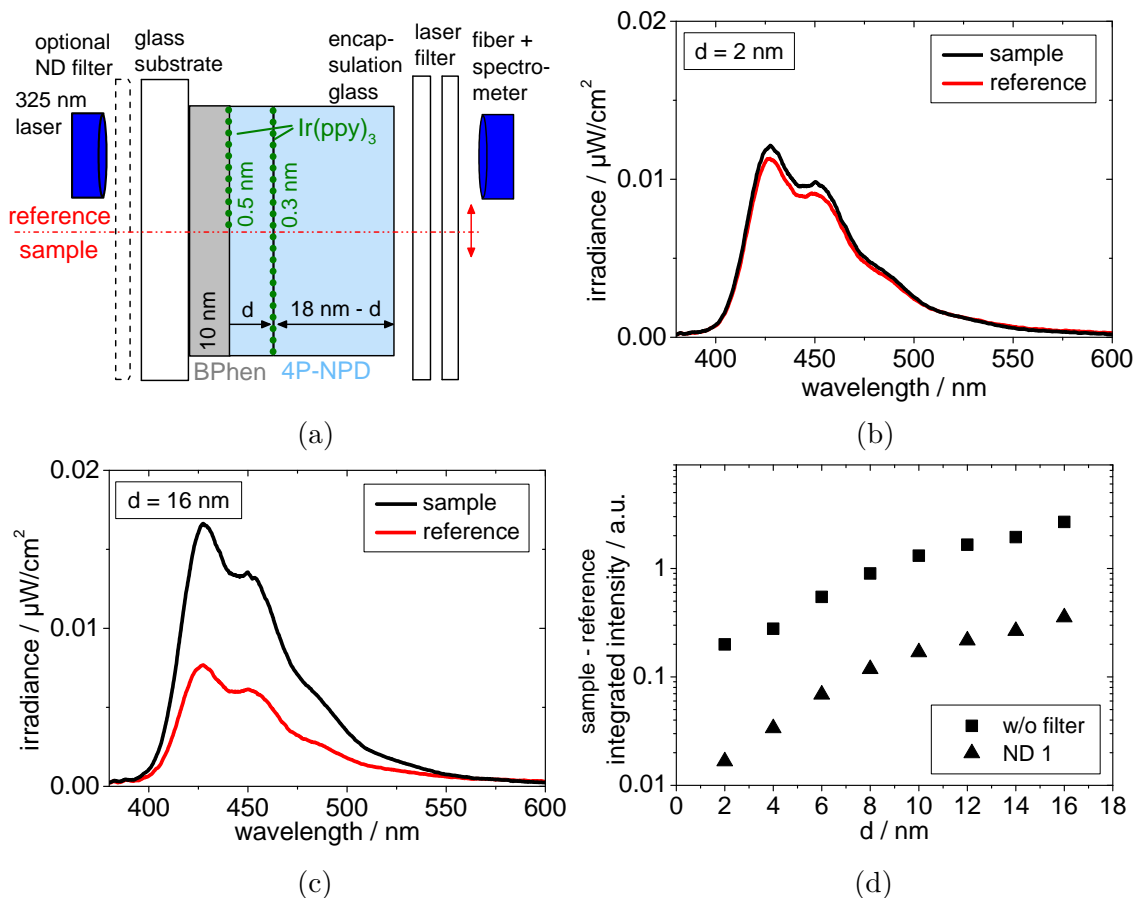 optional
ND filter
glass
substrate
encap-
sulation
glass
laser
filter
fiber +
spectro-
meter
325 nm
laser
Ir(ppy)3
0.5 nm
0.3 nm
reference
sample
10 nm
d
18 nm - d
BPhen
4P-NPD
(a)
d = 2 nm
sample
reference
irradiance / µW/cm²
0.02
0.01
0.00
400
450
500
550
600
wavelength / nm
(b)
d = 16 nm
sample
reference
irradiance / µW/cm²
0.02
0.01
0.00
400
450
500
550
600
wavelength / nm
(c)
sample - reference
integrated intensity / a.u.
1
0.1
0.01
w/o filter
ND 1
0
2
4
6
8
10
12
14
16
18
d / nm
(d)